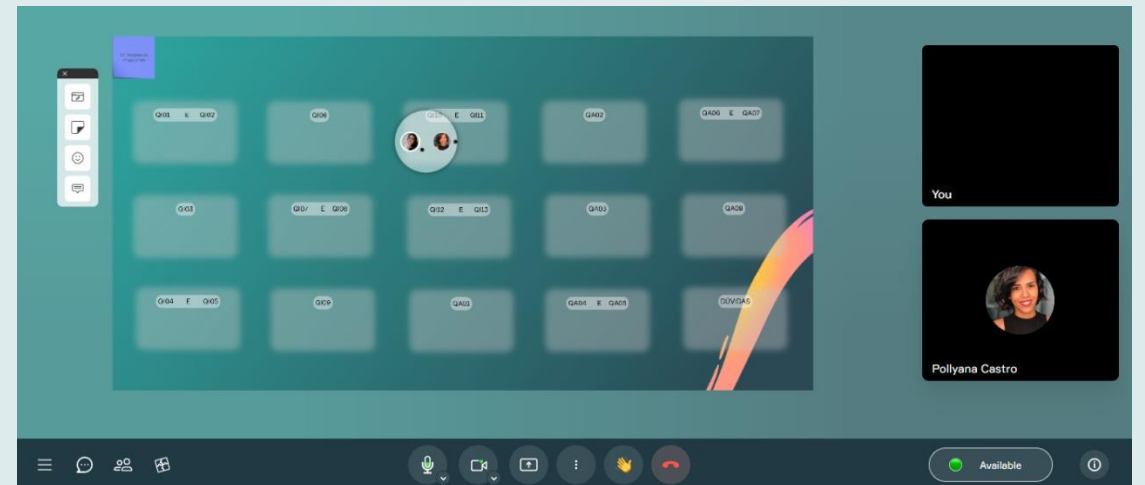 QI01 E QI02
QI06
QI10 E QI11
QA02
QA06 E QA07
QI03
QI07 E QI08
QI12 E QI13
QA03
QA08
QI04 E QI05
QI09
QA01
QA04 E QA05
DÚVIDAS
You
Pollyana Castro
Available